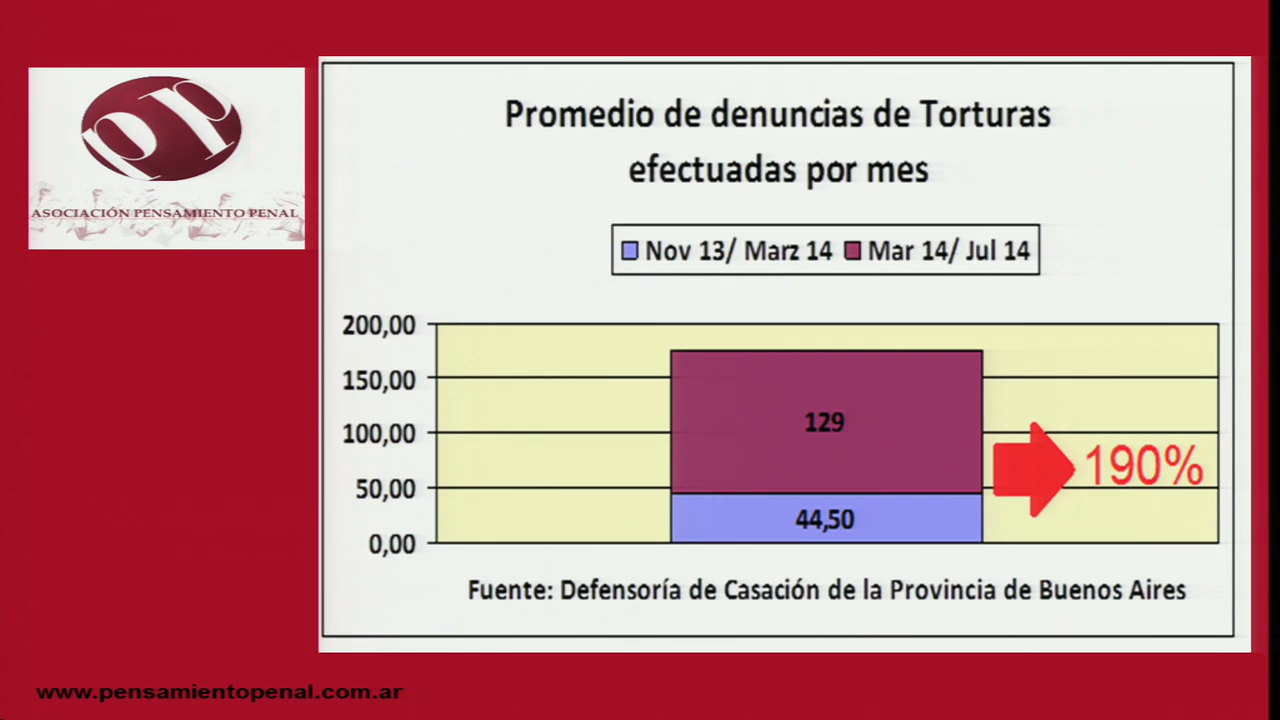 pp
ASOCIACIÓN PENSAMIENTO PENAL
Promedio de denuncias de Torturas
efectuadas por mes
Nov 13/ Marz 14 Mar 14/ Jul 14
200,00
150,00
100,00
50,00
0,00
129
44,50
190%
Fuente: Defensoría de Casación de la Provincia de Buenos Aires
www.pensamientopenal.com.ar